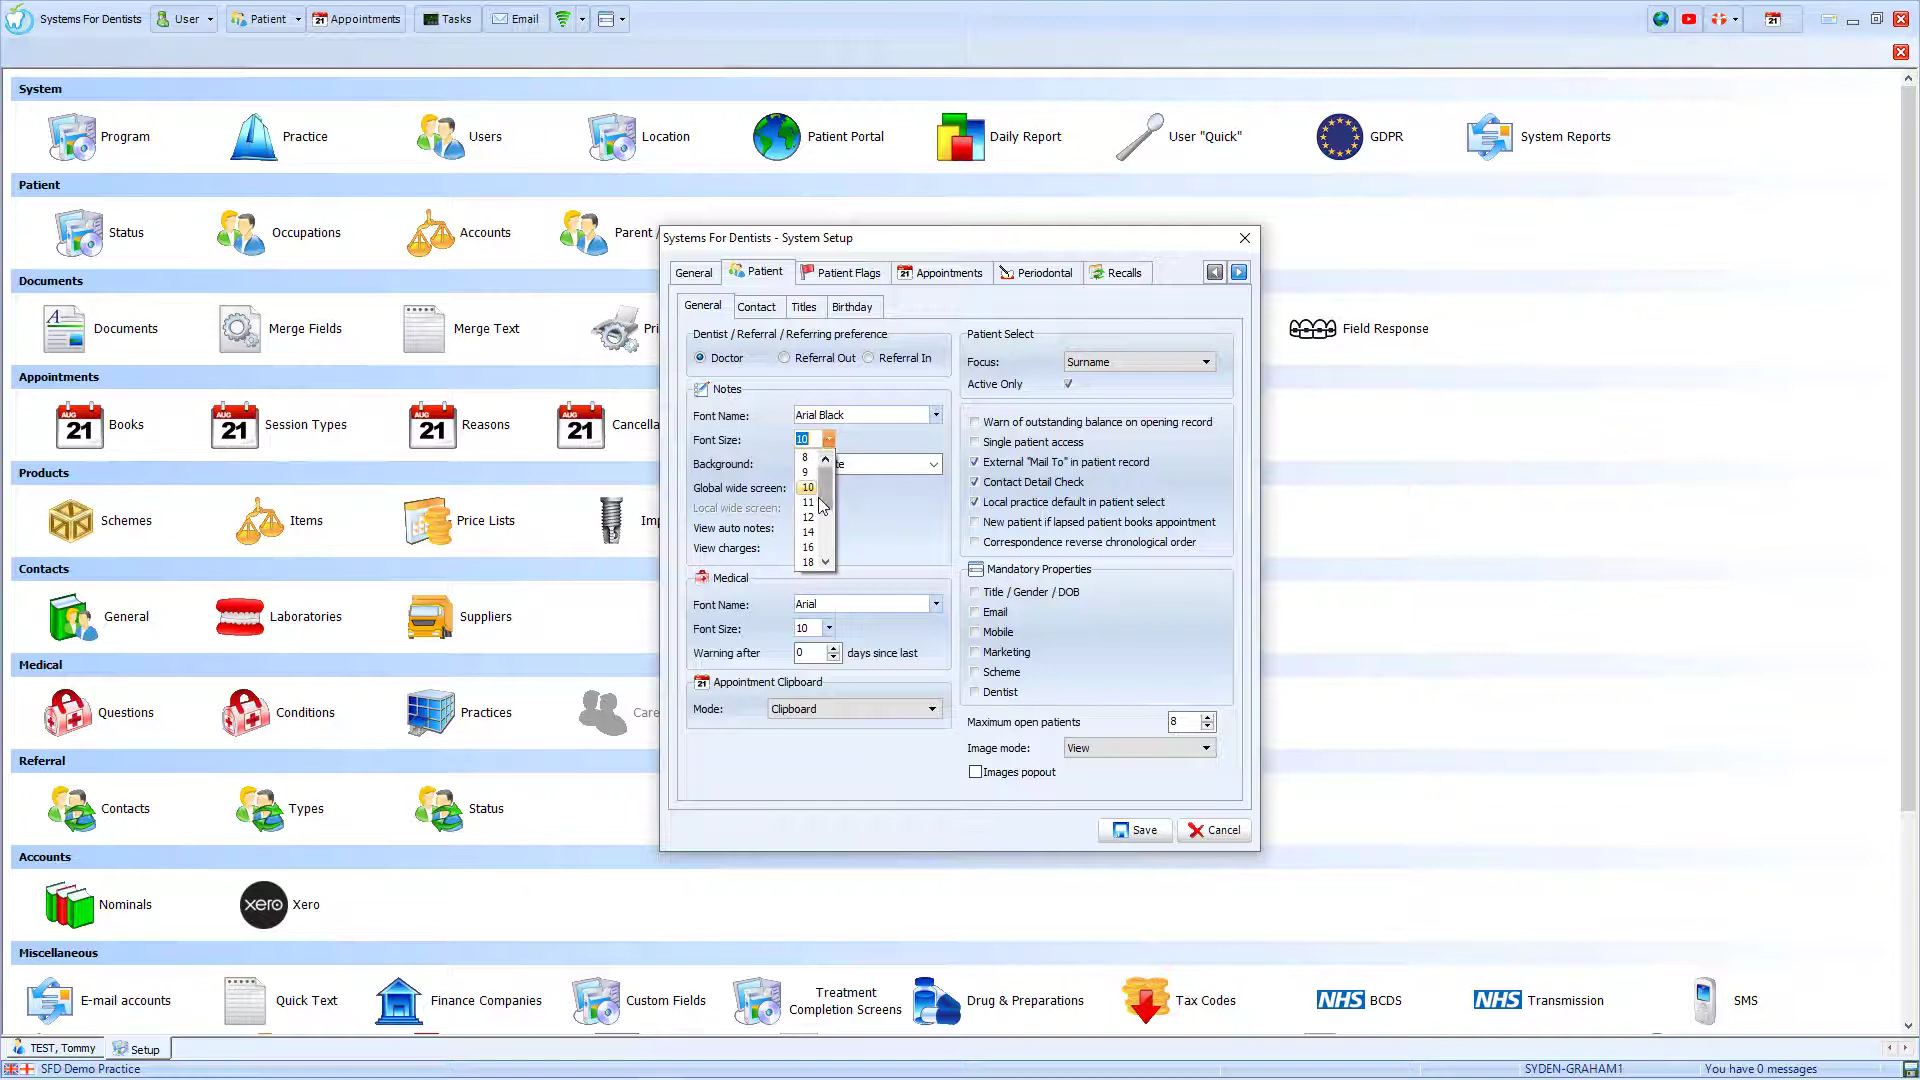 Systems For Dentists User Patient Appointments Tasks Email
System
Program Practice Users Location Patient Portal Daily Report User "Quick" GDPR System Reports
Patient
Status Occupations Accounts Parent /
Documents
Documents Merge Fields Merge Text Pri Field Response
Appointments
Books Session Types Reasons Cancella
Products
Schemes Items Price Lists Im
Contacts
General Laboratories Suppliers
Medical
Questions Conditions Practices Care
Referral
Contacts Types Status
Accounts
Nominals xero Xero
Miscellaneous
E-mail accounts Quick Text Finance Companies Custom Fields Treatment Completion Screens Drug & Preparations Tax Codes NHS BCDS NHS Transmission SMS
Systems For Dentists - System Setup
General Patient Patient Flags Appointments Periodontal Recalls
General Contact Titles Birthday
Dentist / Referral / Referring preference
Doctor Referral Out Referral In
Notes
Font Name: Arial Black
Font Size: 10
8
9
10
11
12
14
16
18
Background: te
Global wide screen:
Local wide screen:
View auto notes:
View charges:
Medical
Font Name: Arial
Font Size: 10
Warning after 0 days since last
Appointment Clipboard
Mode: Clipboard
Patient Select
Focus: Surname
Active Only
Warn of outstanding balance on opening record
Single patient access
External "Mail To" in patient record
Contact Detail Check
Local practice default in patient select
New patient if lapsed patient books appointment
Correspondence reverse chronological order
Mandatory Properties
Title / Gender / DOB
Email
Mobile
Marketing
Scheme
Dentist
Maximum open patients 8
Image mode: View
Images popout
Save Cancel
TEST, Tommy Setup
SFD Demo Practice SYDEN-GRAHAM1 You have 0 messages